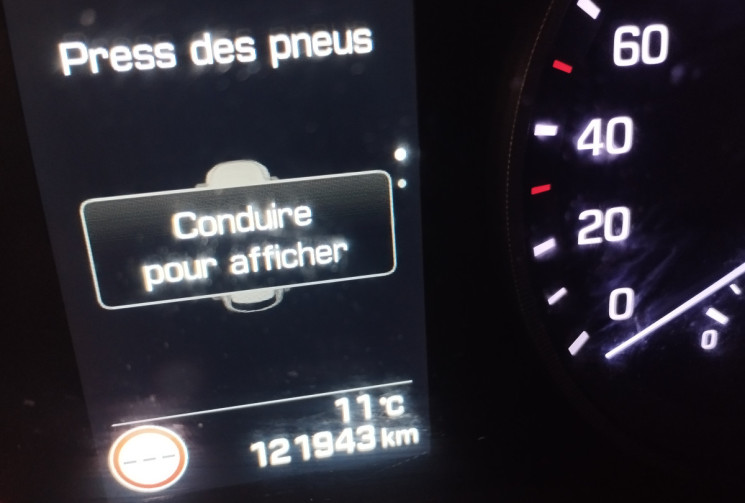 Press des pneus
Conduire
pour afficher
11°C
121943 km
---
60
40
20
0
0